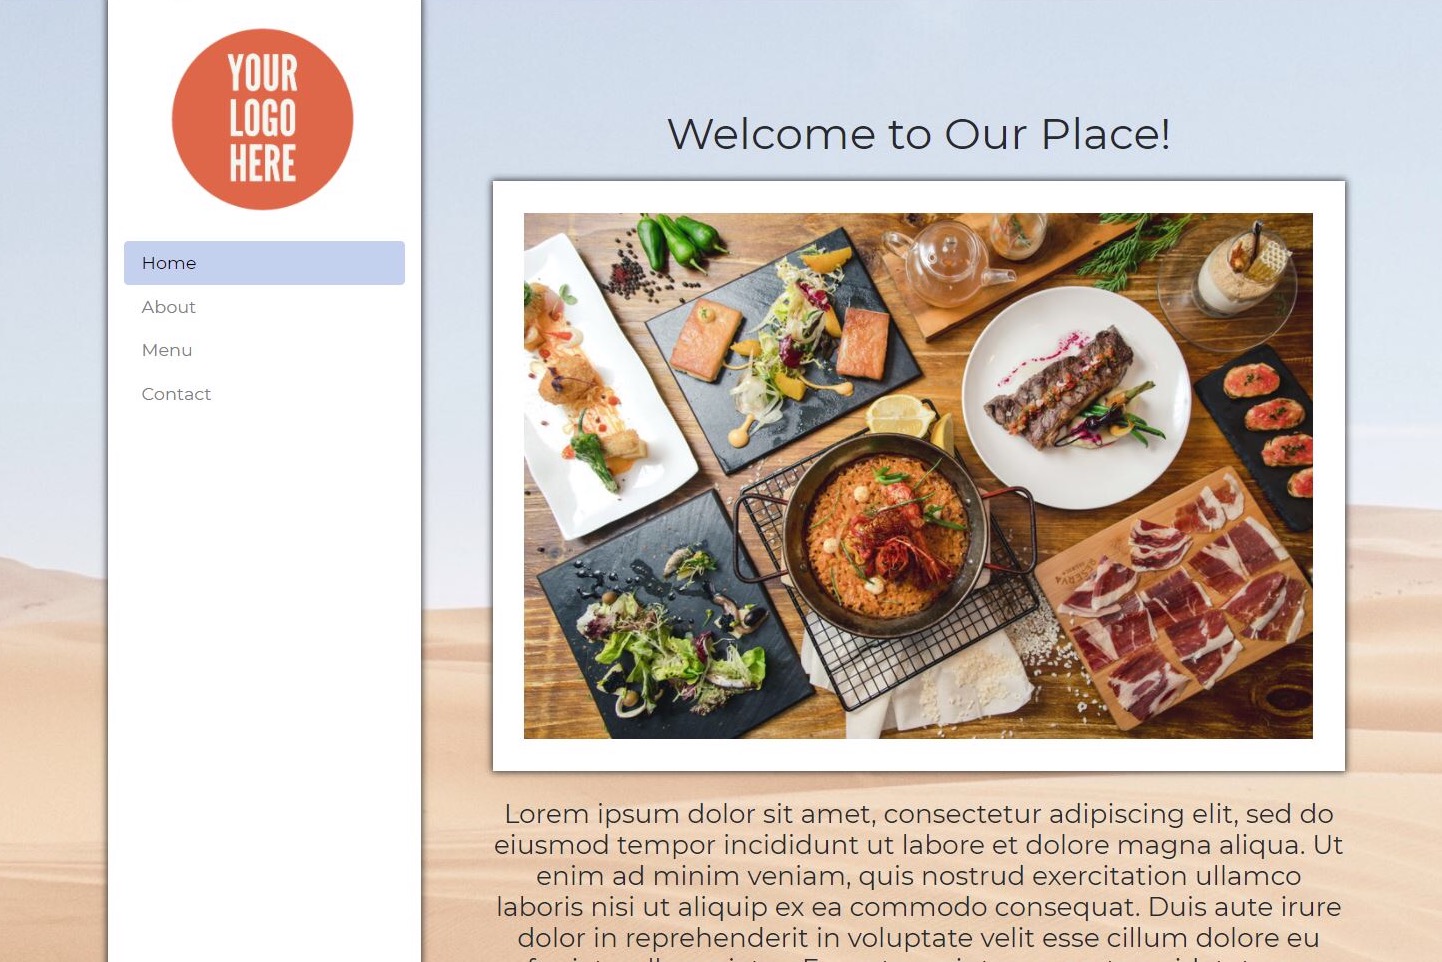 YOUR
LOGO
HERE
Home
About
Menu
Contact
Welcome to Our Place!
RESERVA
Lorem ipsum dolor sit amet, consectetur adipiscing elit, sed do
eiusmod tempor incididunt ut labore et dolore magna aliqua. Ut
enim ad minim veniam, quis nostrud exercitation ullamco
laboris nisi ut aliquip ex ea commodo consequat. Duis aute irure
dolor in reprehenderit in voluptate velit esse cillum dolore eu